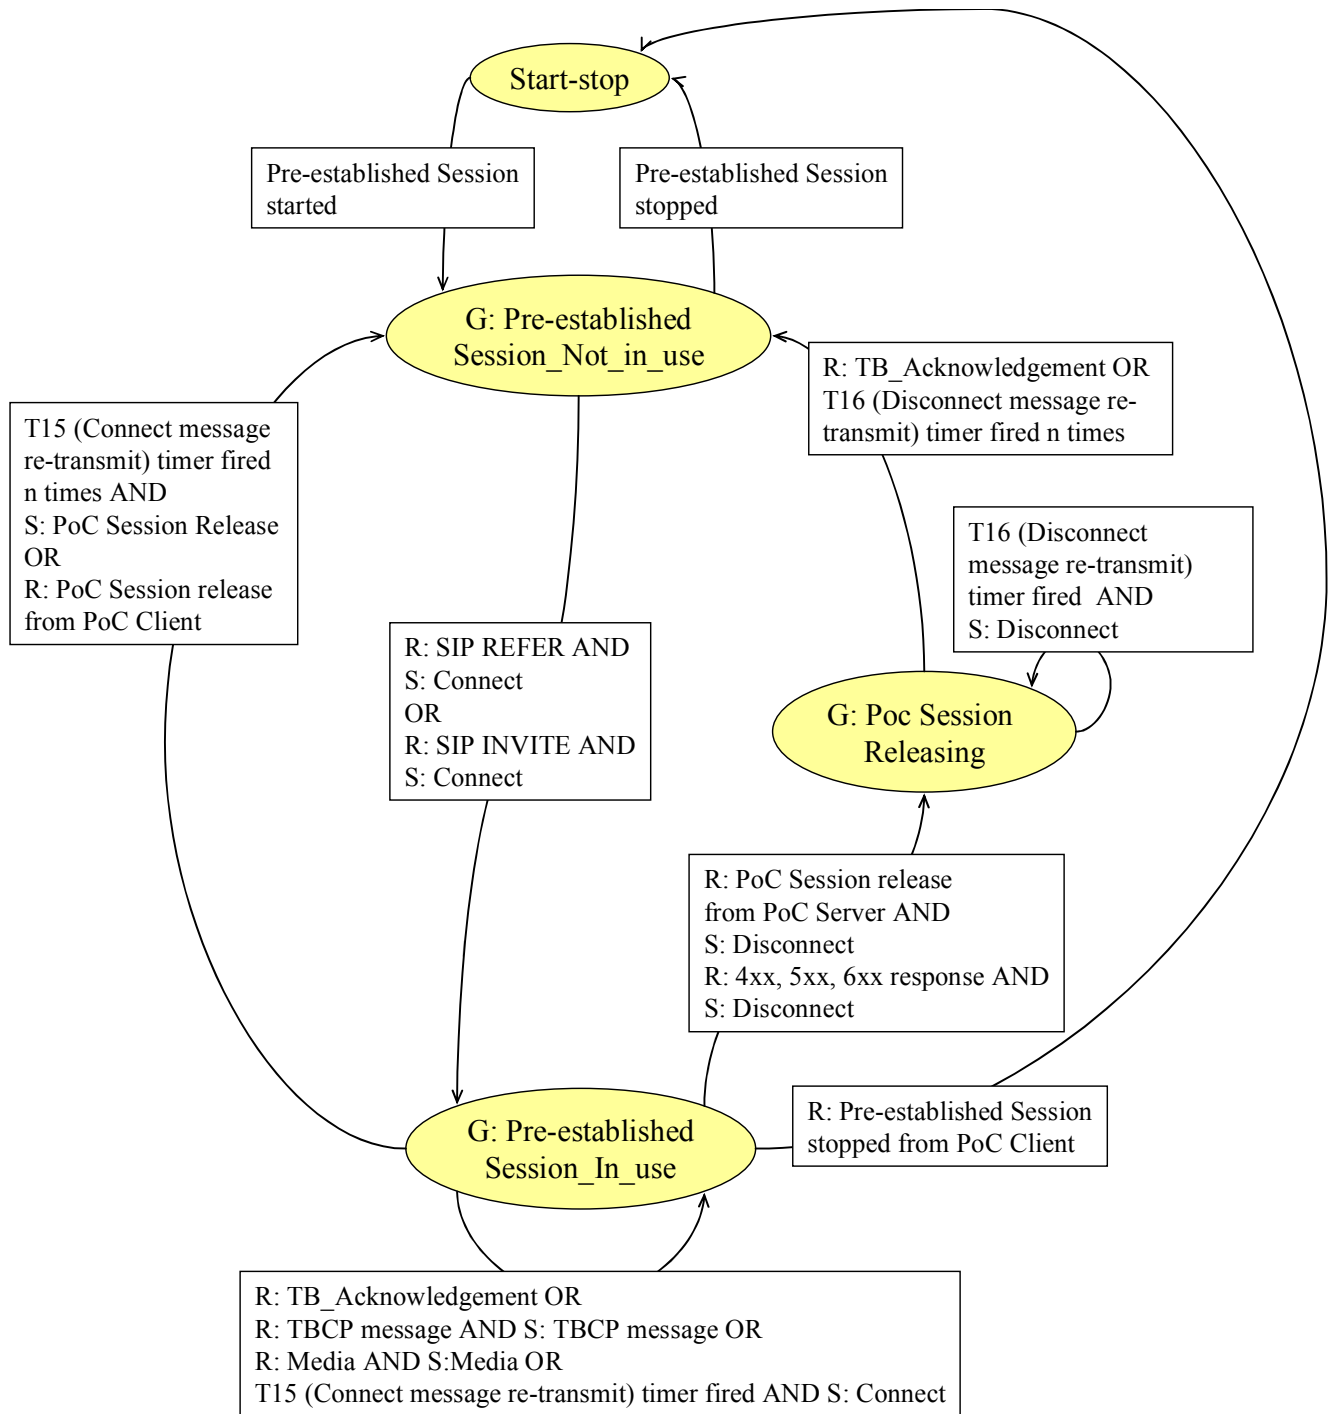 Start-stop
Pre-established Session
started
Pre-established Session
stopped
G: Pre-established
Session_Not_in_use
R: TB_Acknowledgement OR
T16 (Disconnect message re-
transmit) timer fired n times
T15 (Connect message
re-transmit) timer fired
n times AND
S: PoC Session Release
OR
R: PoC Session release
from PoC Client
T16 (Disconnect
message re-transmit)
timer fired  AND
S: Disconnect
R: SIP REFER AND
S: Connect
OR
R: SIP INVITE AND
S: Connect
G: Poc Session
Releasing
R: PoC Session release
from PoC Server AND
S: Disconnect
R: 4xx, 5xx, 6xx response AND
S: Disconnect
R: Pre-established Session
stopped from PoC Client
G: Pre-established
Session_In_use
R: TB_Acknowledgement OR
R: TBCP message AND S: TBCP message OR
R: Media AND S:Media OR
T15 (Connect message re-transmit) timer fired AND S: Connect